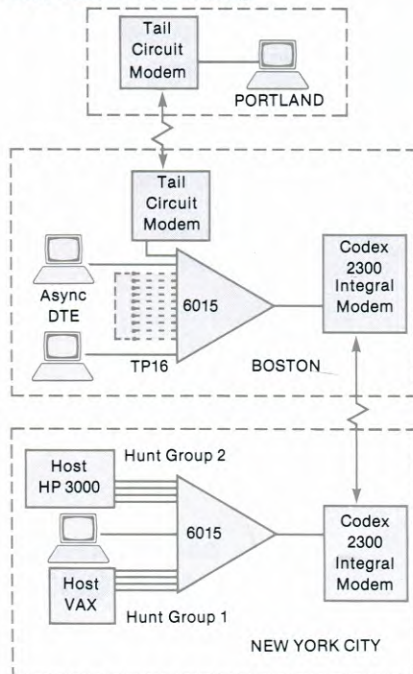 Tail
Circuit
Modem
PORTLAND
Tail
Circuit
Modem
Async
DTE
6015
TP16
Codex
2300
Integral
Modem
BOSTON
Host
HP 3000
Hunt Group 2
6015
Host
VAX
Hunt Group 1
Codex
2300
Integral
Modem
NEW YORK CITY